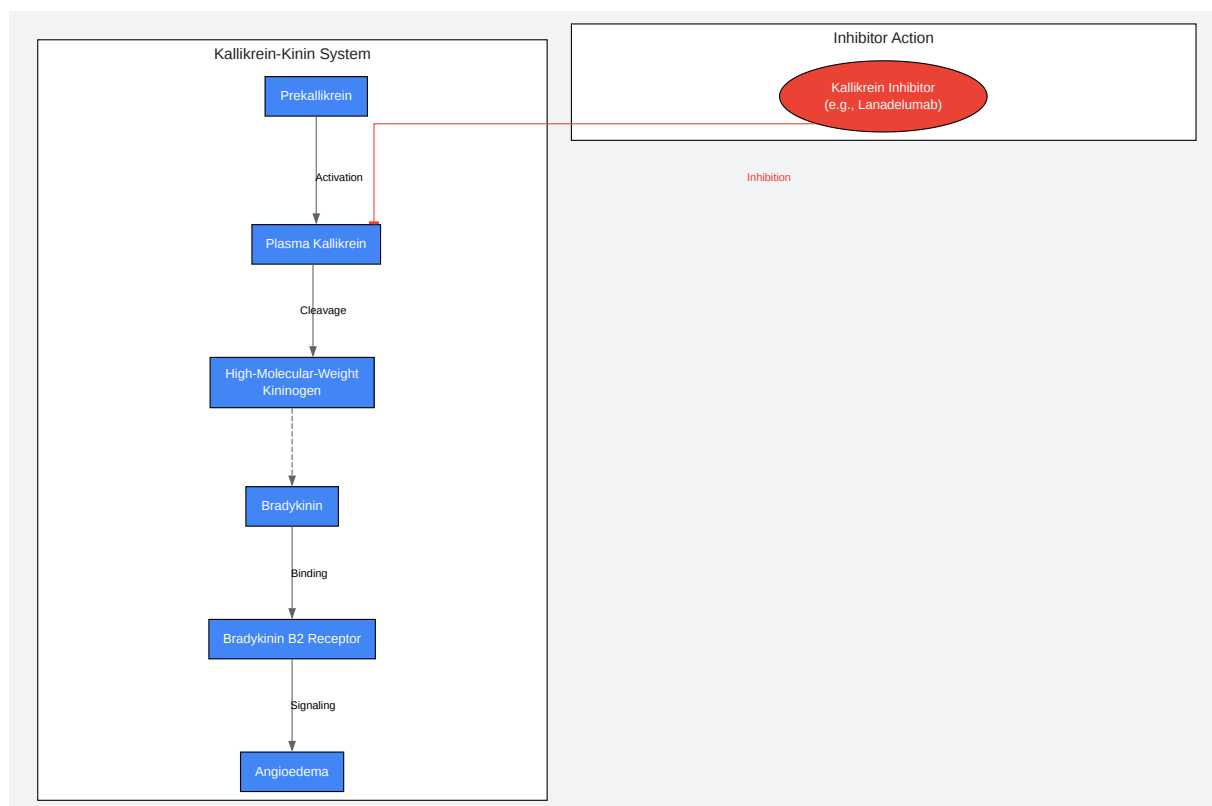 Kallikrein-Kinin System
Prekallikrein
Activation
Plasma Kallikrein
Cleavage
High-Molecular-Weight
Kininogen
Bradykinin
Binding
Bradykinin B2 Receptor
Signaling
Angioedema
Inhibitor Action
Kallikrein Inhibitor
(e.g., Lanadelumab)
Inhibition